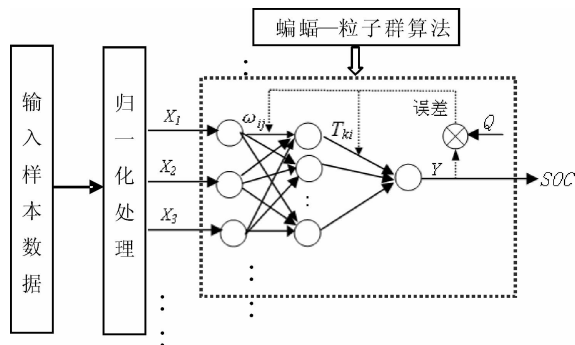 蝙蝠—粒子群算法
输入样本数据
归一化处理
X1
X2
X3
ωij
Tki
误差
Q
Y
SOC